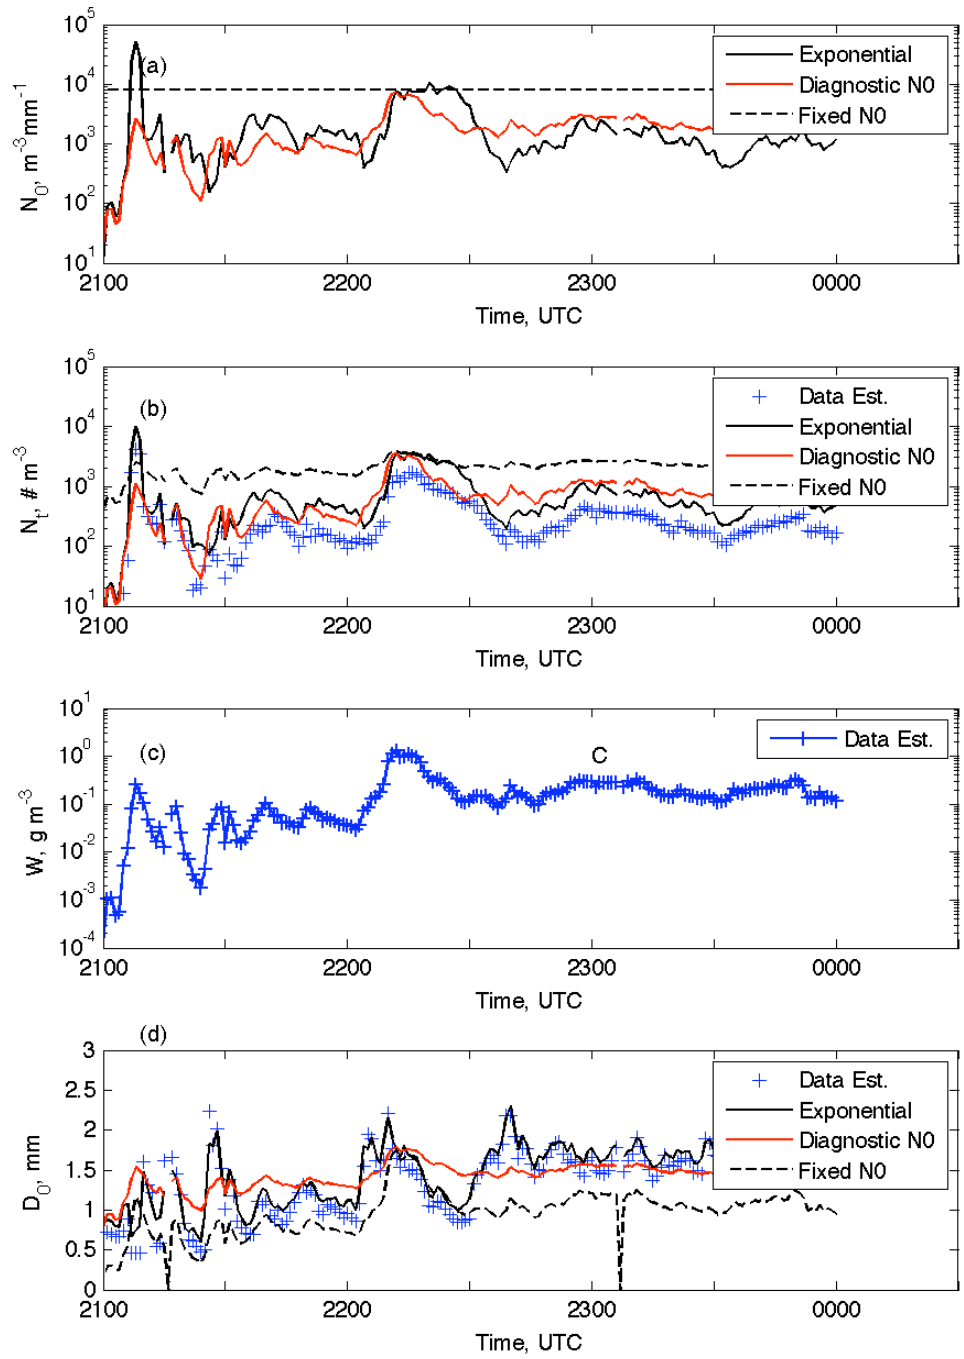 10^5
10^4
10^3
10^2
10^1
N_0, m^-3 mm^-1
(a)
Exponential
Diagnostic N0
Fixed N0
2100
2200
2300
0000
Time, UTC
10^5
10^4
10^3
10^2
10^1
N_t, # m^-3
(b)
Data Est.
Exponential
Diagnostic N0
Fixed N0
2100
2200
2300
0000
Time, UTC
10^1
10^0
10^-1
10^-2
10^-3
10^-4
W, g m^-3
(c)
C
Data Est.
2100
2200
2300
0000
Time, UTC
(d)
3
2.5
2
1.5
1
0.5
0
D_0, mm
Data Est.
Exponential
Diagnostic N0
Fixed N0
2100
2200
2300
0000
Time, UTC